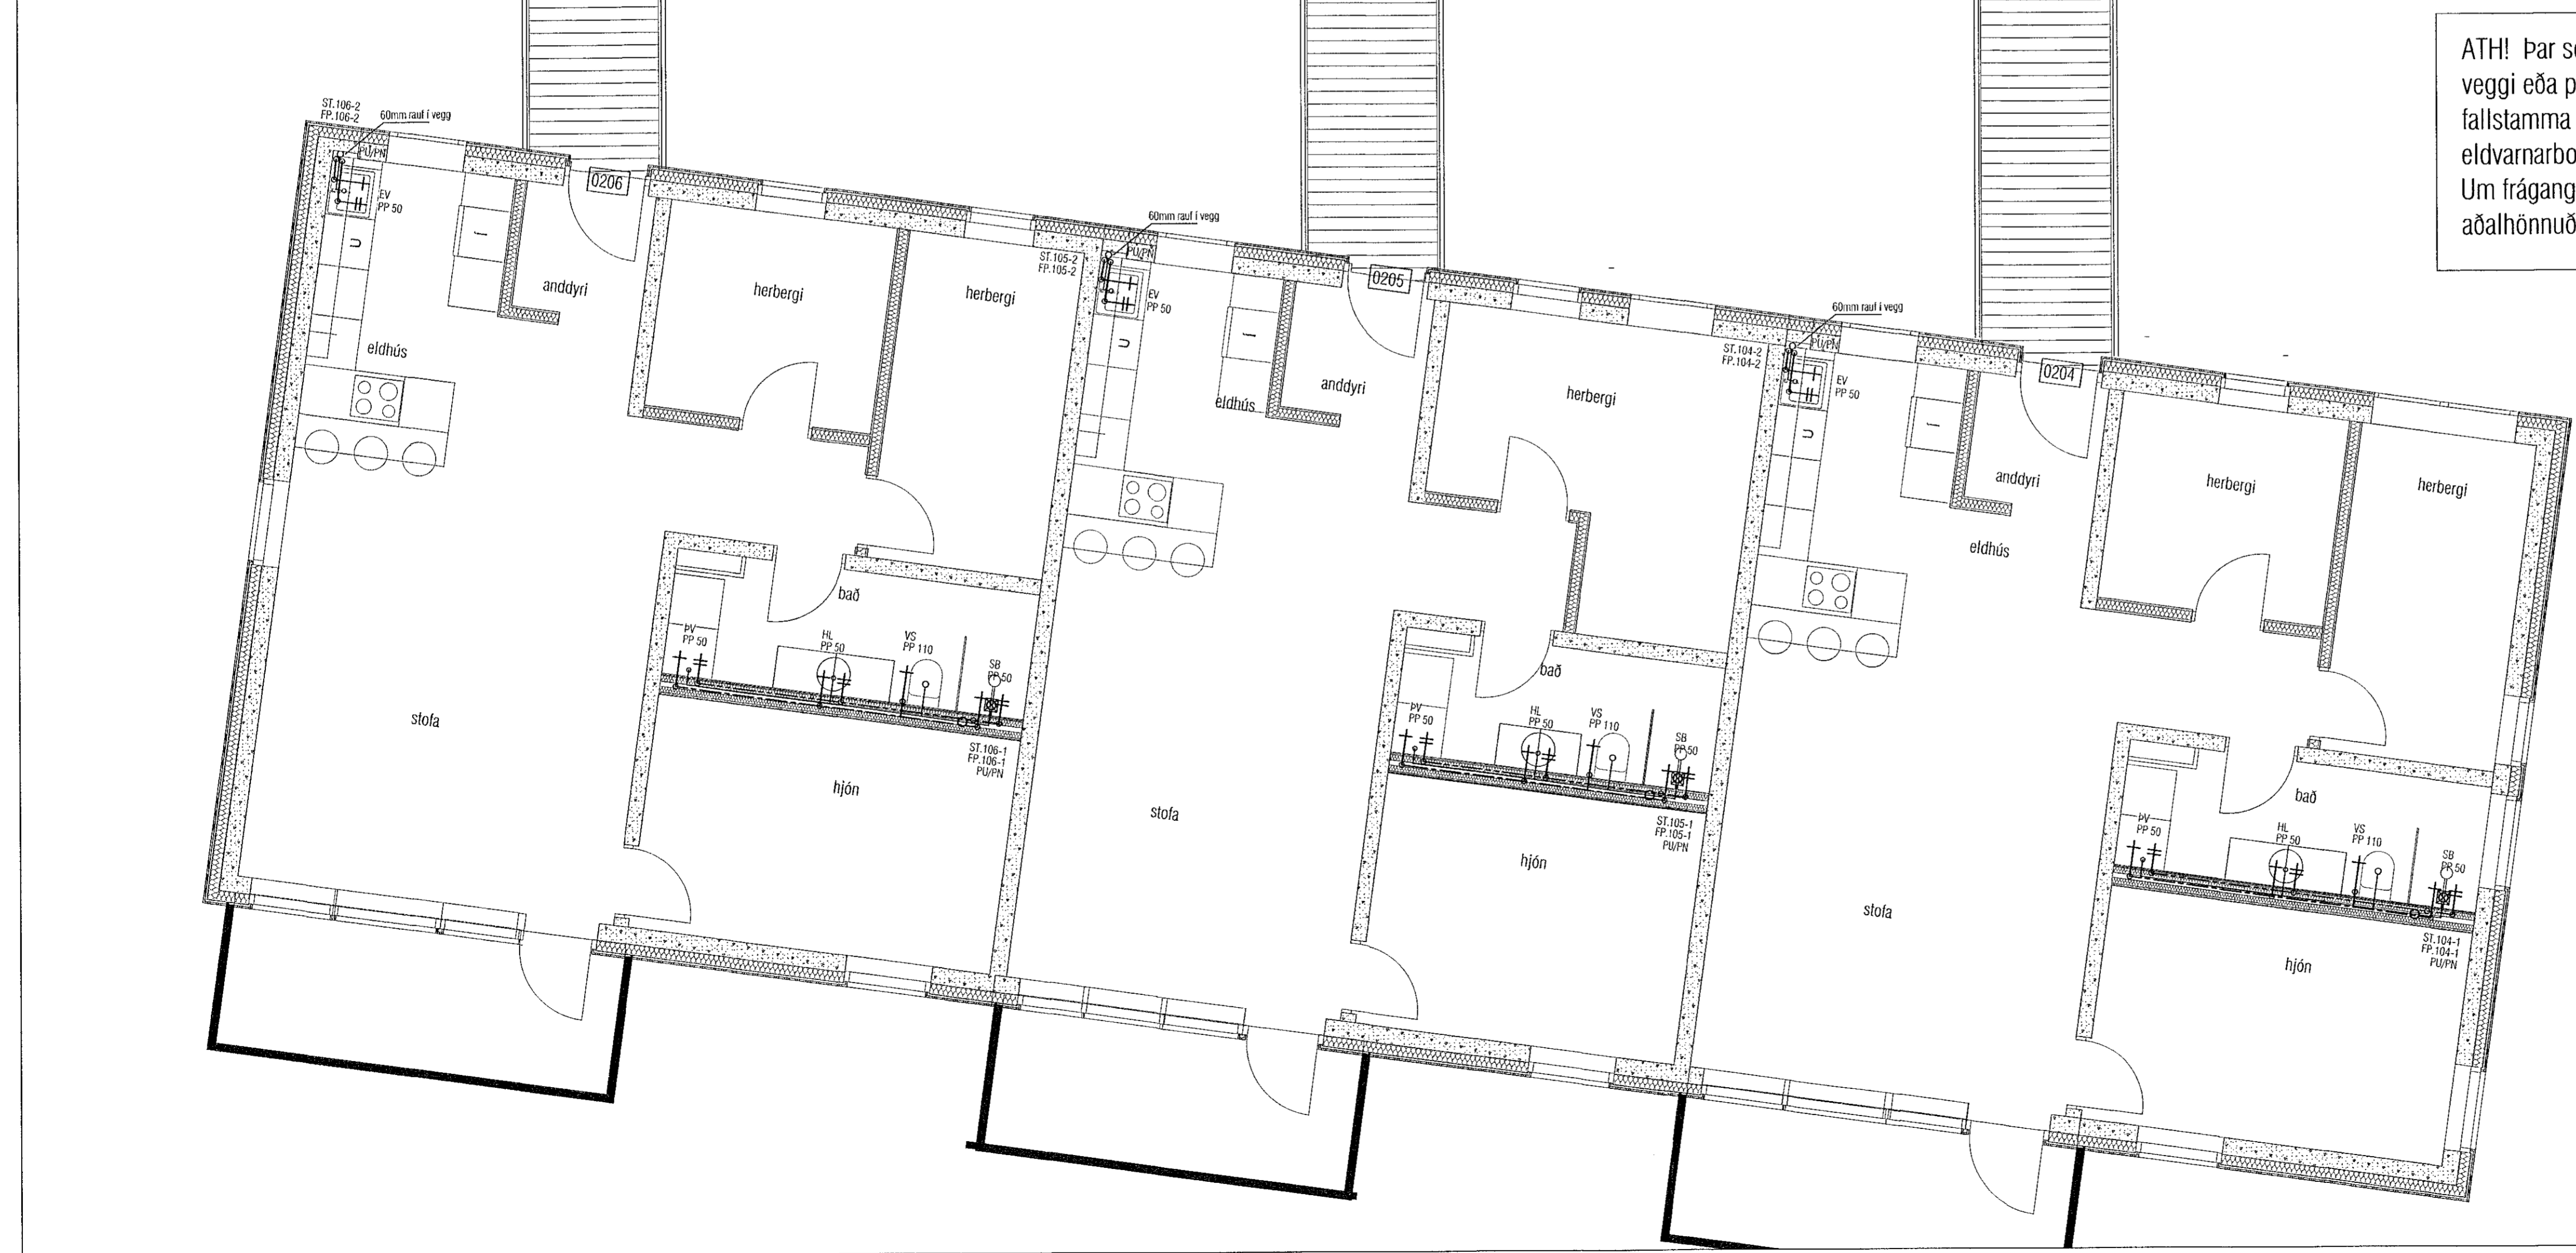 ATH! Þar
veggi eða
fallstamma
Um frágang
ST.106-2
FP.106-2
60mm rauf í vegg
PU/PN
EV
PP 50
U
0206
anddyri
herbergi
herbergi
eldhús
bað
ÞV
PP 50
HL
PP 50
VS
PP 110
SB
PP 50
stofa
ST.106-1
FP.106-1
PU/PN
hjón
ST.105-2
FP.105-2
60mm rauf í vegg
PU/PN
EV
PP 50
U
0205
anddyri
herbergi
eldhús
bað
ÞV
PP 50
HL
PP 50
VS
PP 110
SB
PP 50
stofa
ST.105-1
FP.105-1
PU/PN
hjón
ST.104-2
FP.104-2
60mm rauf í vegg
PU/PN
EV
PP 50
U
0204
anddyri
herbergi
herbergi
eldhús
bað
ÞV
PP 50
HL
PP 50
VS
PP 110
SB
PP 50
stofa
ST.104-1
FP.104-1
PU/PN
hjón